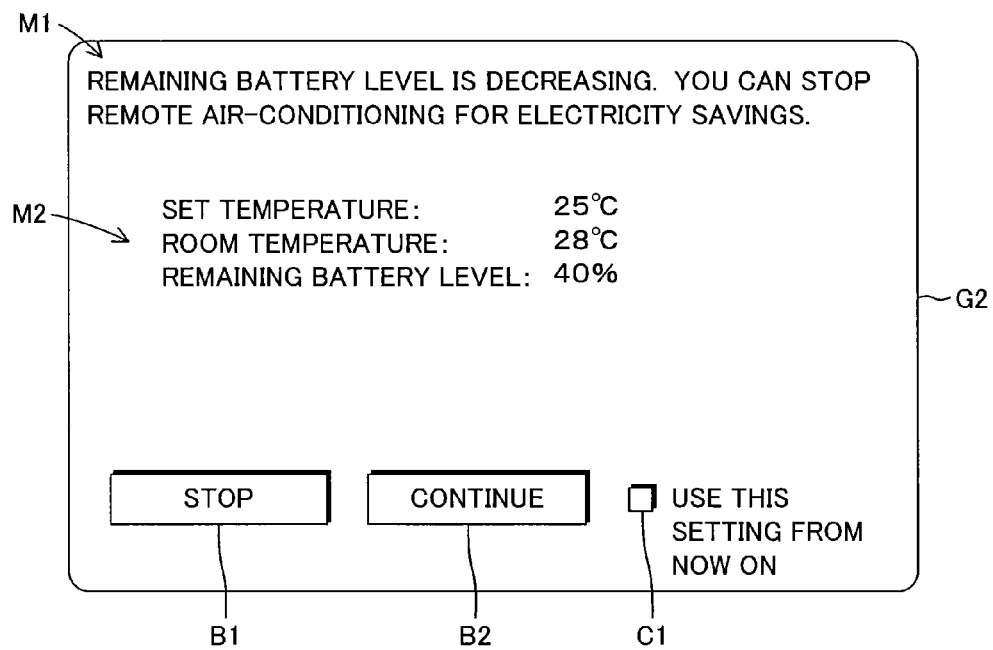 M1
REMAINING BATTERY LEVEL IS DECREASING. YOU CAN STOP
REMOTE AIR-CONDITIONING FOR ELECTRICITY SAVINGS.
M2
SET TEMPERATURE: 25℃
ROOM TEMPERATURE: 28℃
REMAINING BATTERY LEVEL: 40%
G2
STOP
CONTINUE
USE THIS
SETTING FROM
NOW ON
B1
B2
C1